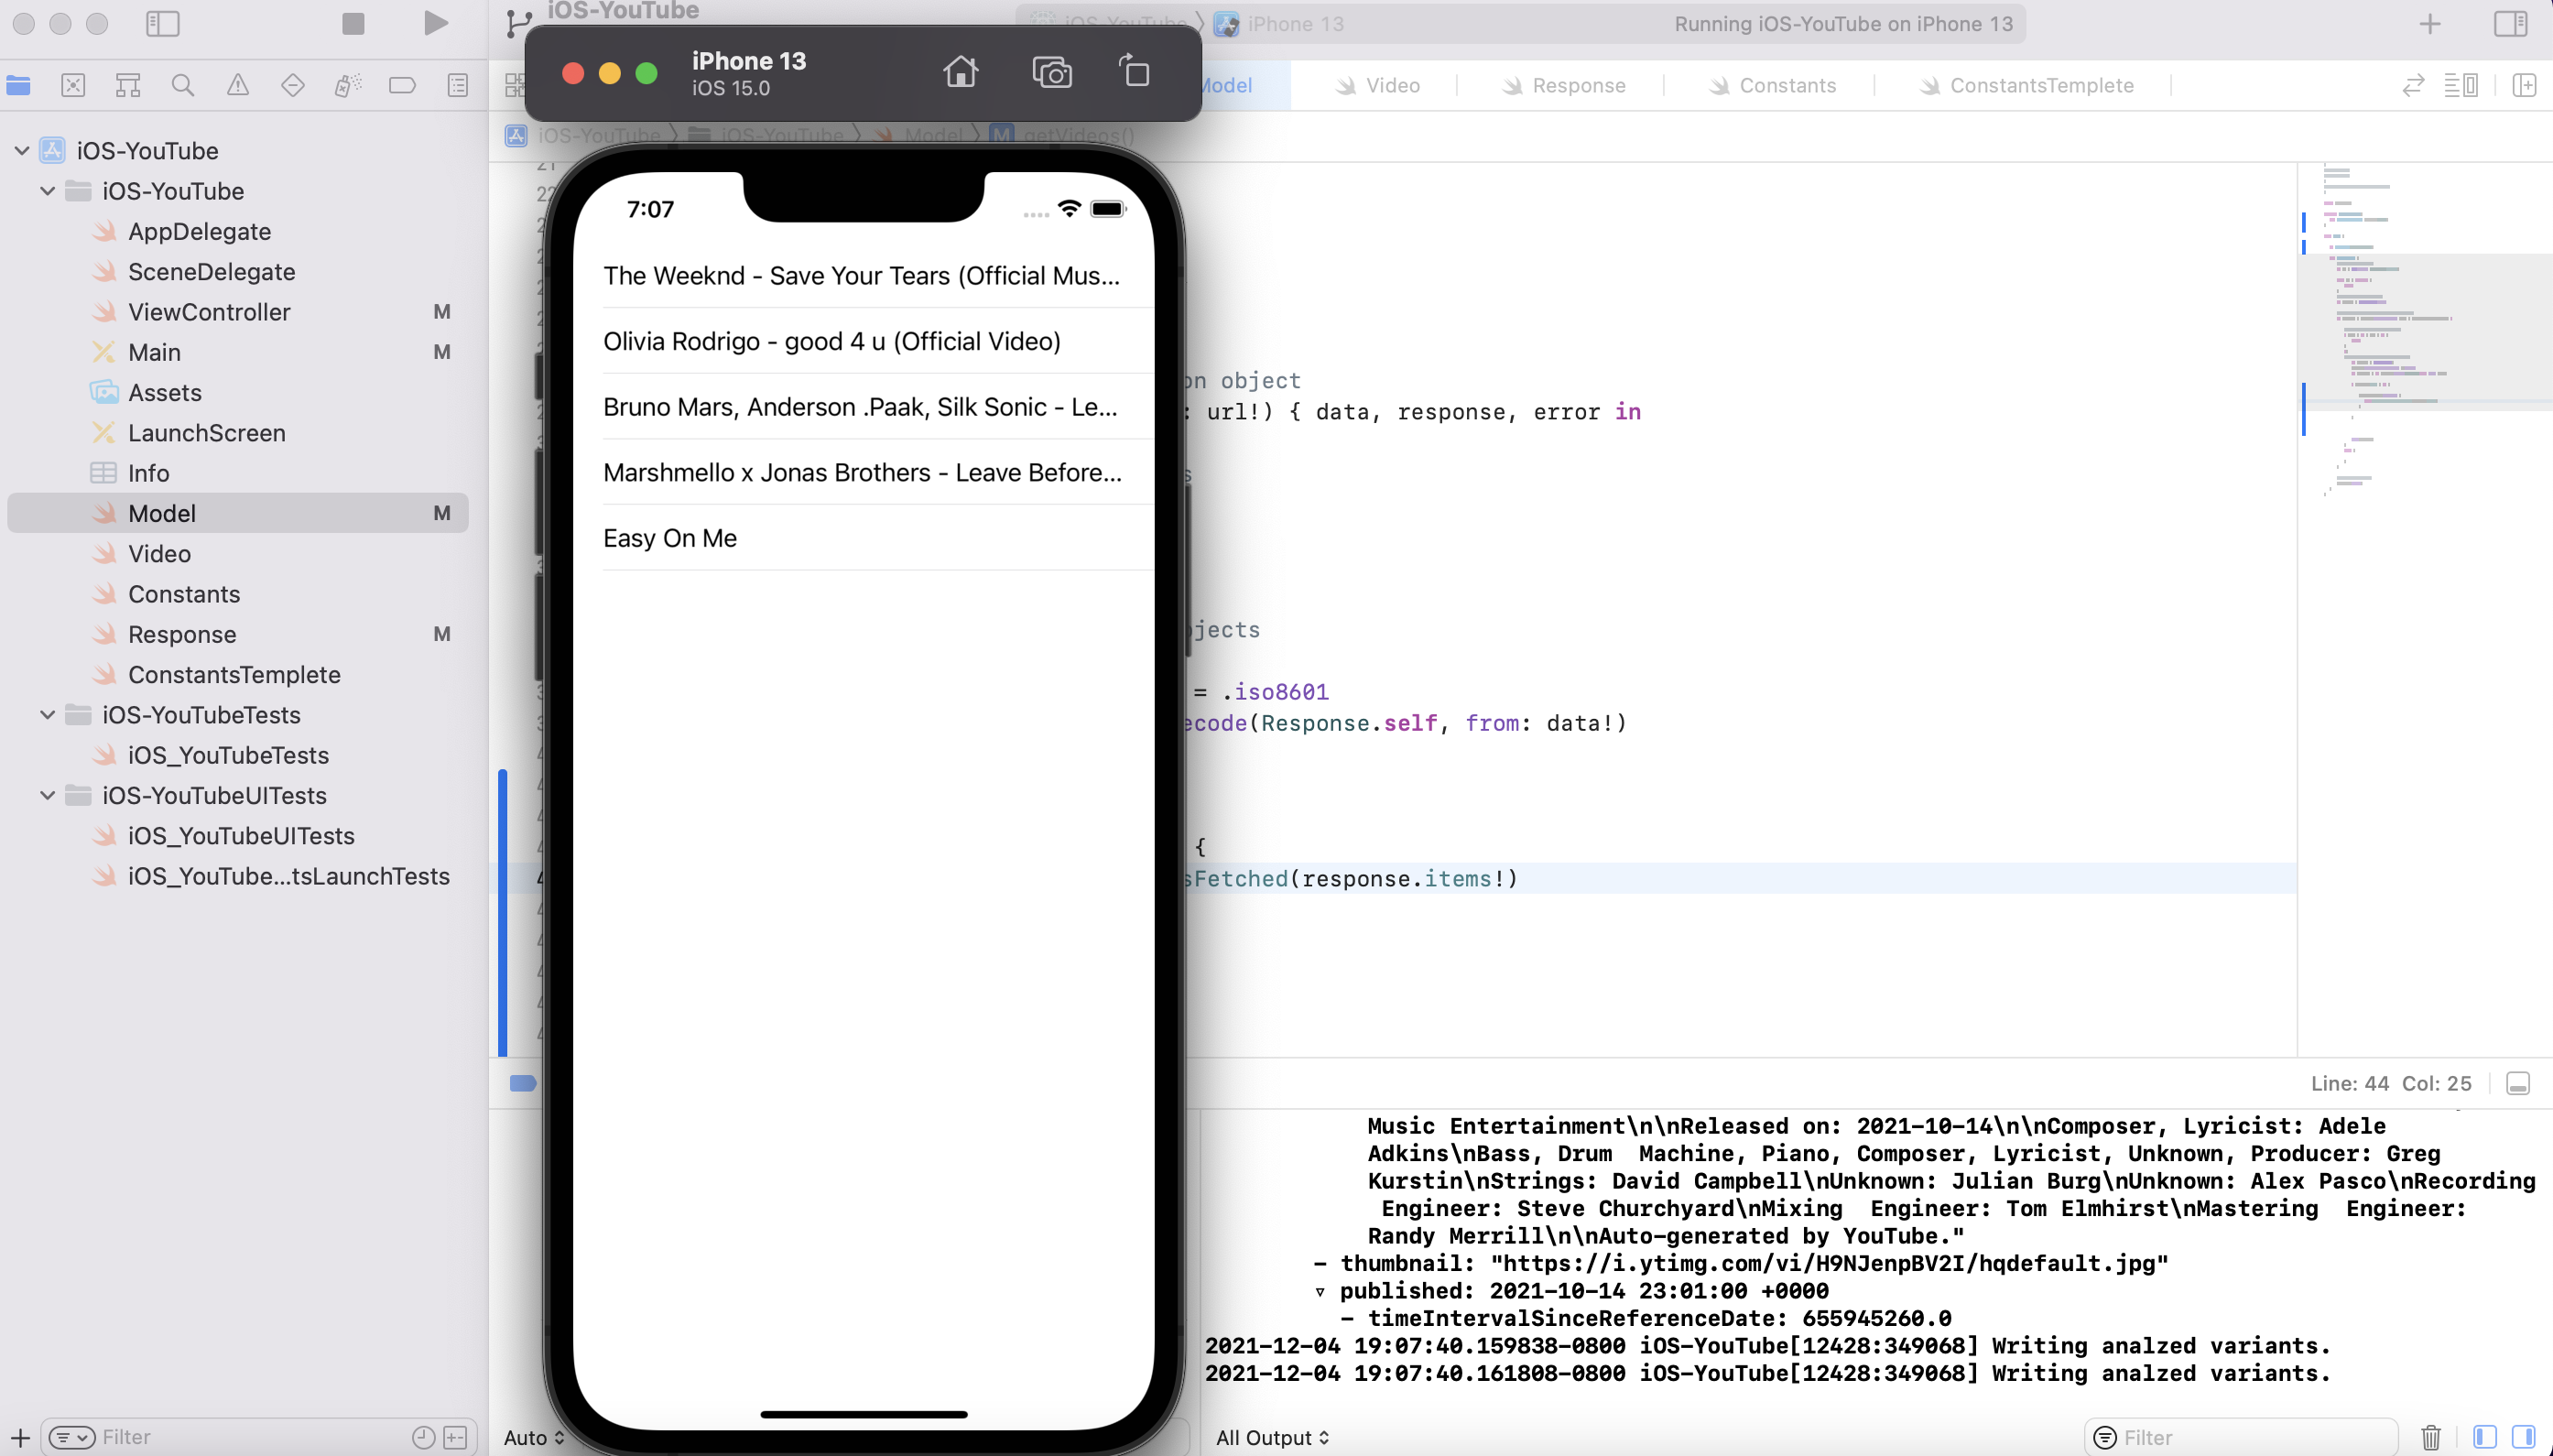 iOS-YouTube
iOS-YouTube
iPhone 13
Running iOS-YouTube on iPhone 13
iPhone 13
iOS 15.0
Model
Video
Response
Constants
ConstantsTemplete
iOS-YouTube
iOS-YouTube
Model
M
getVideps()
iOS-YouTube
iOS-YouTube
AppDelegate
SceneDelegate
ViewController M
Main M
Assets
LaunchScreen
Info
Model M
Video
Constants
Response M
ConstantsTemplete
iOS-YouTubeTests
iOS_YouTubeTests
iOS-YouTubeUITests
iOS_YouTubeUITests
iOS_YouTube...tsLaunchTests
Filter
7:07
The Weeknd - Save Your Tears (Official Mus...
Olivia Rodrigo - good 4 u (Official Video)
Bruno Mars, Anderson .Paak, Silk Sonic - Le...
Marshmello x Jonas Brothers - Leave Before...
Easy On Me
21
22
on object
: url!) { data, response, error in
s
jects
= .iso8601
ecode(Response.self, from: data!)
{
sFetched(response.items!)
Line: 44 Col: 25
Music Entertainment\n\nReleased on: 2021-10-14\n\nComposer, Lyricist: Adele
Adkins\nBass, Drum  Machine, Piano, Composer, Lyricist, Unknown, Producer: Greg
Kurstin\nStrings: David Campbell\nUnknown: Julian Burg\nUnknown: Alex Pasco\nRecording
Engineer: Steve Churchyard\nMixing  Engineer: Tom Elmhirst\nMastering  Engineer:
Randy Merrill\n\nAuto-generated by YouTube."
- thumbnail: "https://i.ytimg.com/vi/H9NJenpBV2I/hqdefault.jpg"
▿ published: 2021-10-14 23:01:00 +0000
- timeIntervalSinceReferenceDate: 655945260.0
2021-12-04 19:07:40.159838-0800 iOS-YouTube[12428:349068] Writing analzed variants.
2021-12-04 19:07:40.161808-0800 iOS-YouTube[12428:349068] Writing analzed variants.
Auto
All Output
Filter